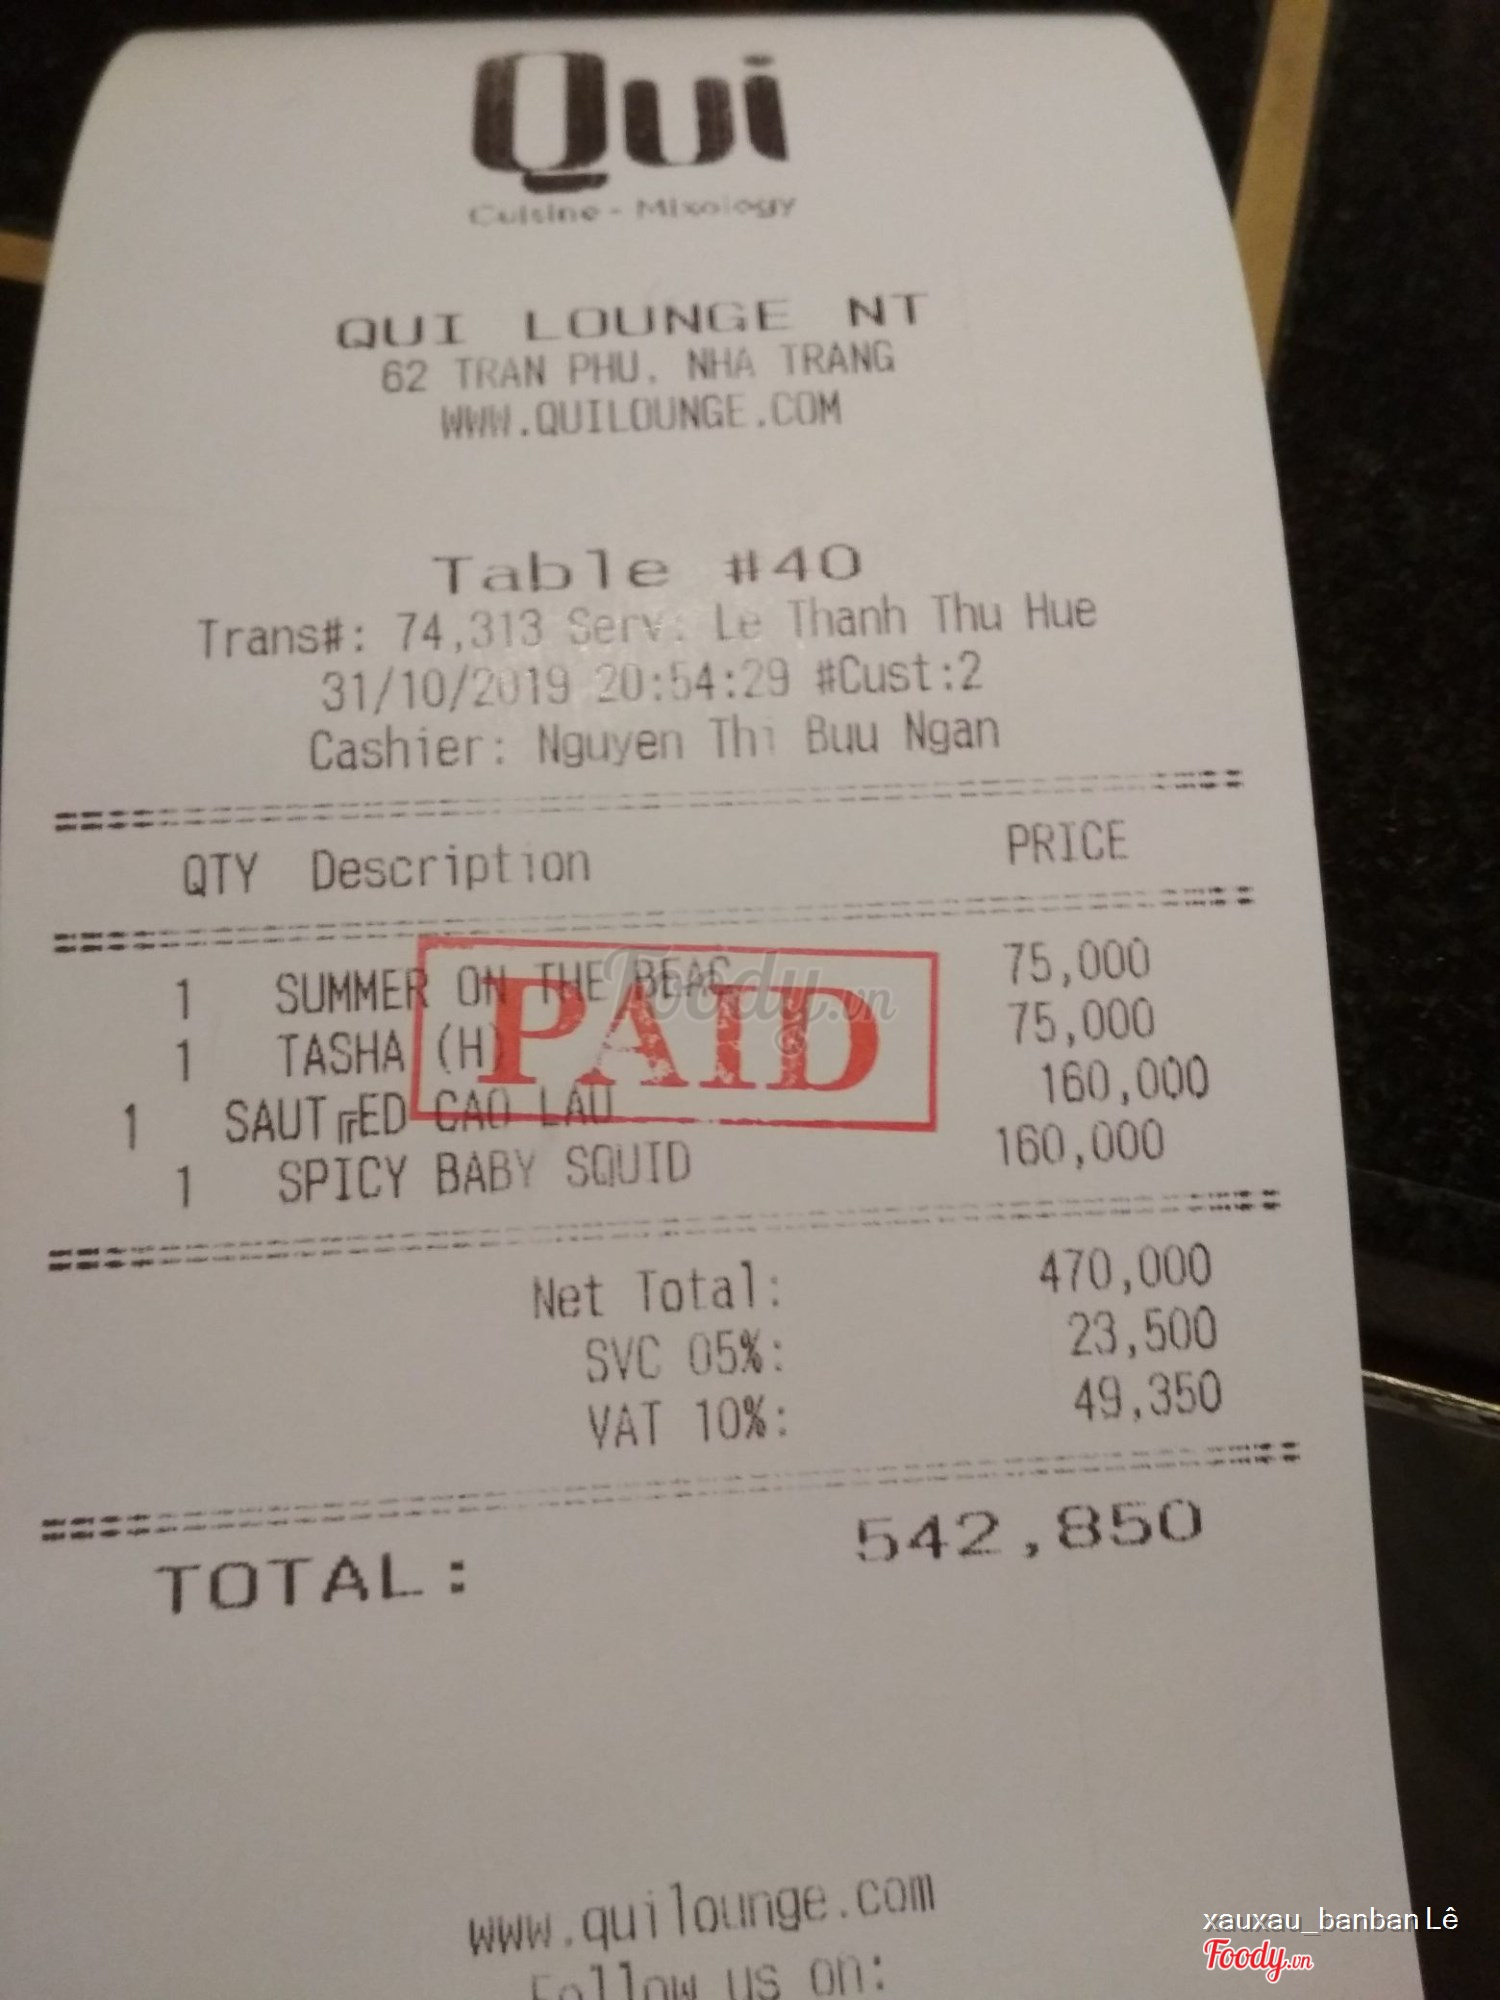 Qui
Cuisine - Mixology
QUI LOUNGE NT
62 TRAN PHU, NHA TRANG
WWW.QUILOUNGE.COM
Table #40
Trans#: 74,313 Serv: Le Thanh Thu Hue
31/10/2019 20:54:29 #Cust:2
Cashier: Nguyen Thi Buu Ngan
QTY Description PRICE
1 SUMMER ON THE BEAC 75,000
1 TASHA (H) 75,000
1 SAUT╓ED CAO LAU 160,000
1 SPICY BABY SQUID 160,000
PAID
Foody.vn
Net Total: 470,000
SVC 05%: 23,500
VAT 10%: 49,350
TOTAL: 542,850
www.quilounge.com
Follow us on:
xauxau_banban Lê
Foody.vn